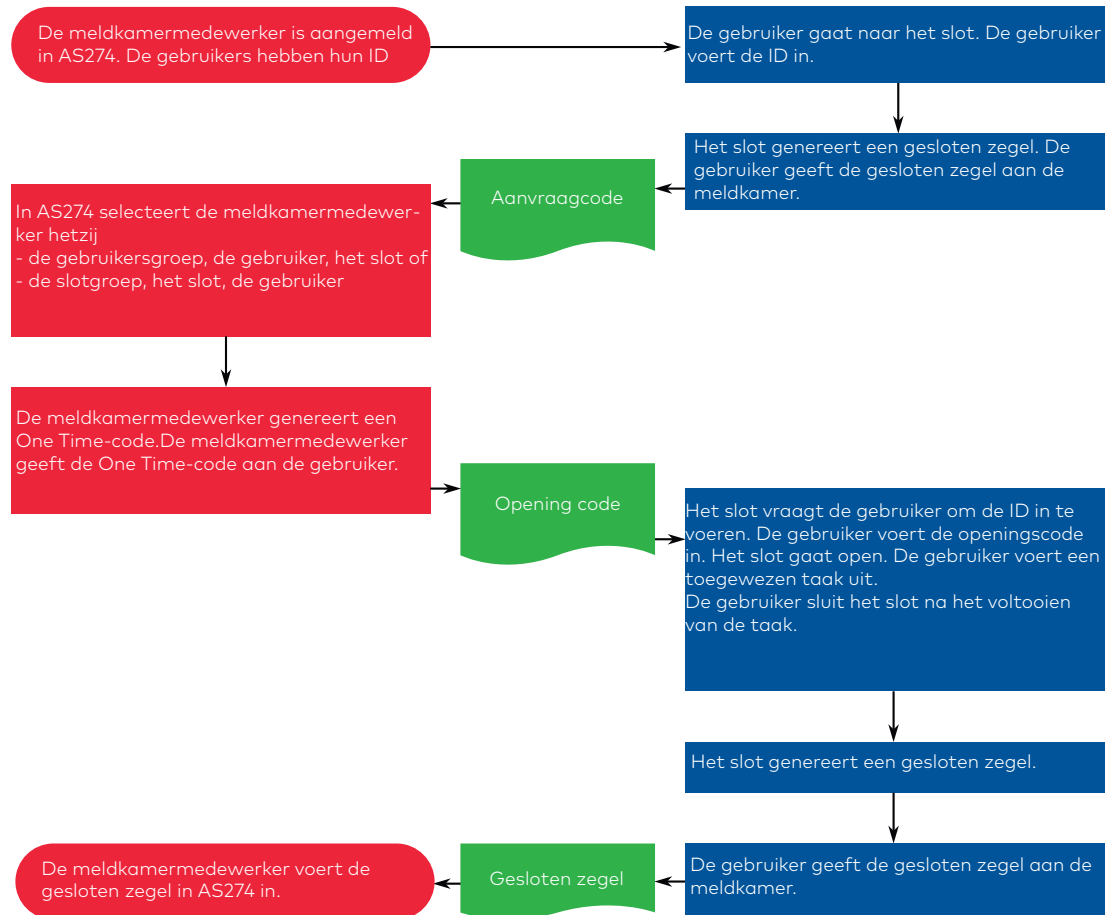 De meldkamermedewerker is aangemeld
in AS274. De gebruikers hebben hun ID
De gebruiker gaat naar het slot. De gebruiker
voert de ID in.
Het slot genereert een gesloten zegel. De
gebruiker geeft de gesloten zegel aan de
meldkamer.
Aanvraagcode
In AS274 selecteert de meldkamermedewer-
ker hetzij
- de gebruikersgroep, de gebruiker, het slot of
- de slotgroep, het slot, de gebruiker
De meldkamermedewerker genereert een
One Time-code.De meldkamermedewerker
geeft de One Time-code aan de gebruiker.
Opening code
Het slot vraagt de gebruiker om de ID in te
voeren. De gebruiker voert de openingscode
in. Het slot gaat open. De gebruiker voert een
toegewezen taak uit.
De gebruiker sluit het slot na het voltooien
van de taak.
Het slot genereert een gesloten zegel.
De gebruiker geeft de gesloten zegel aan de
meldkamer.
Gesloten zegel
De meldkamermedewerker voert de
gesloten zegel in AS274 in.